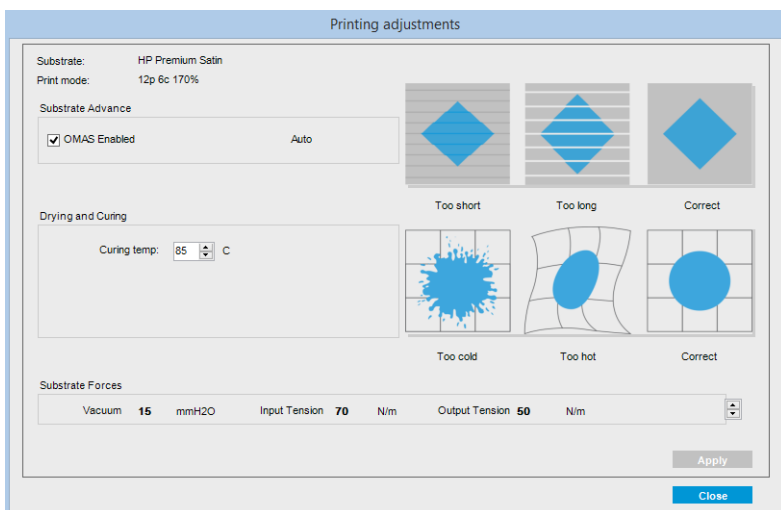 Printing adjustments
Substrate: HP Premium Satin
Print mode: 12p 6c 170%
Substrate Advance
OMAS Enabled Auto
Too short Too long Correct
Drying and Curing
Curing temp: 85 C
Too cold Too hot Correct
Substrate Forces
Vacuum 15 mmH2O Input Tension 70 N/m Output Tension 50 N/m
Apply
Close